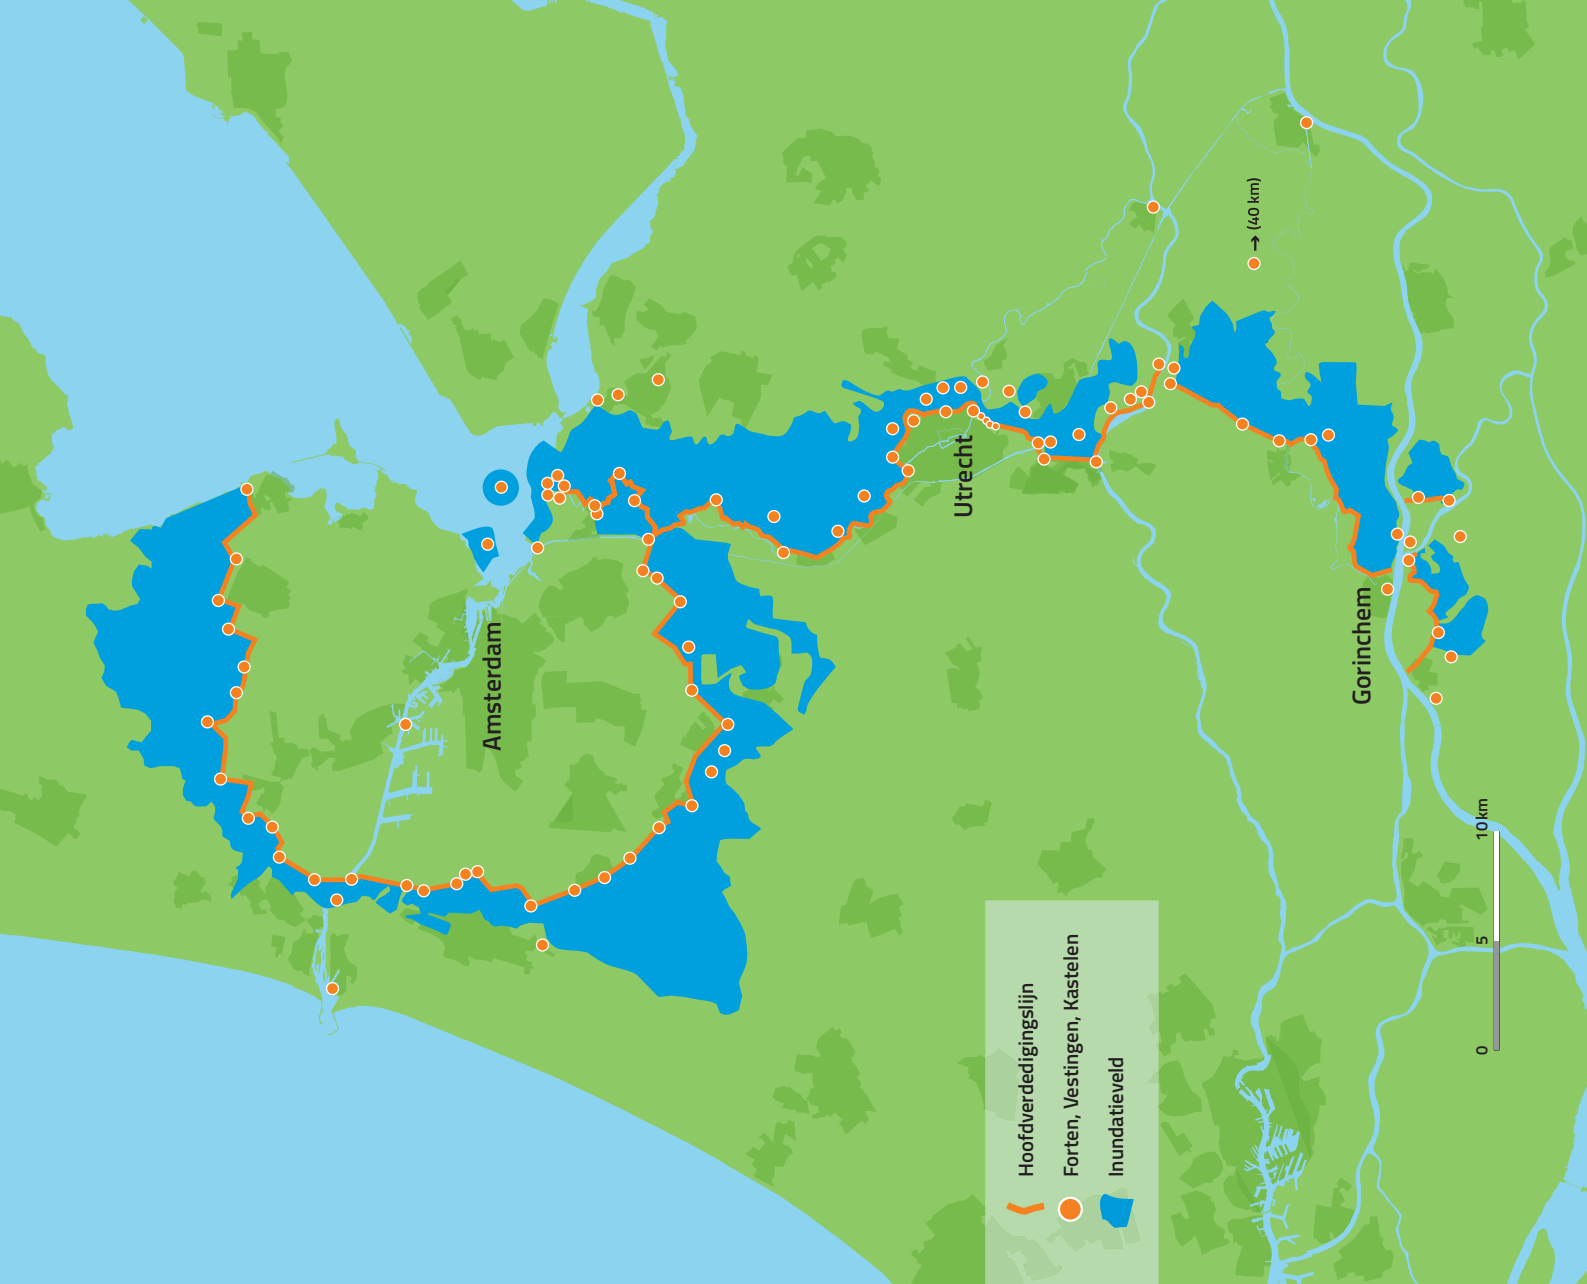 Amsterdam
Utrecht
→ (40 km)
Gorinchem
Hoofdverdedigingslijn
Forten, Vestingen, Kastelen
Inundatieveld
0 5 10km